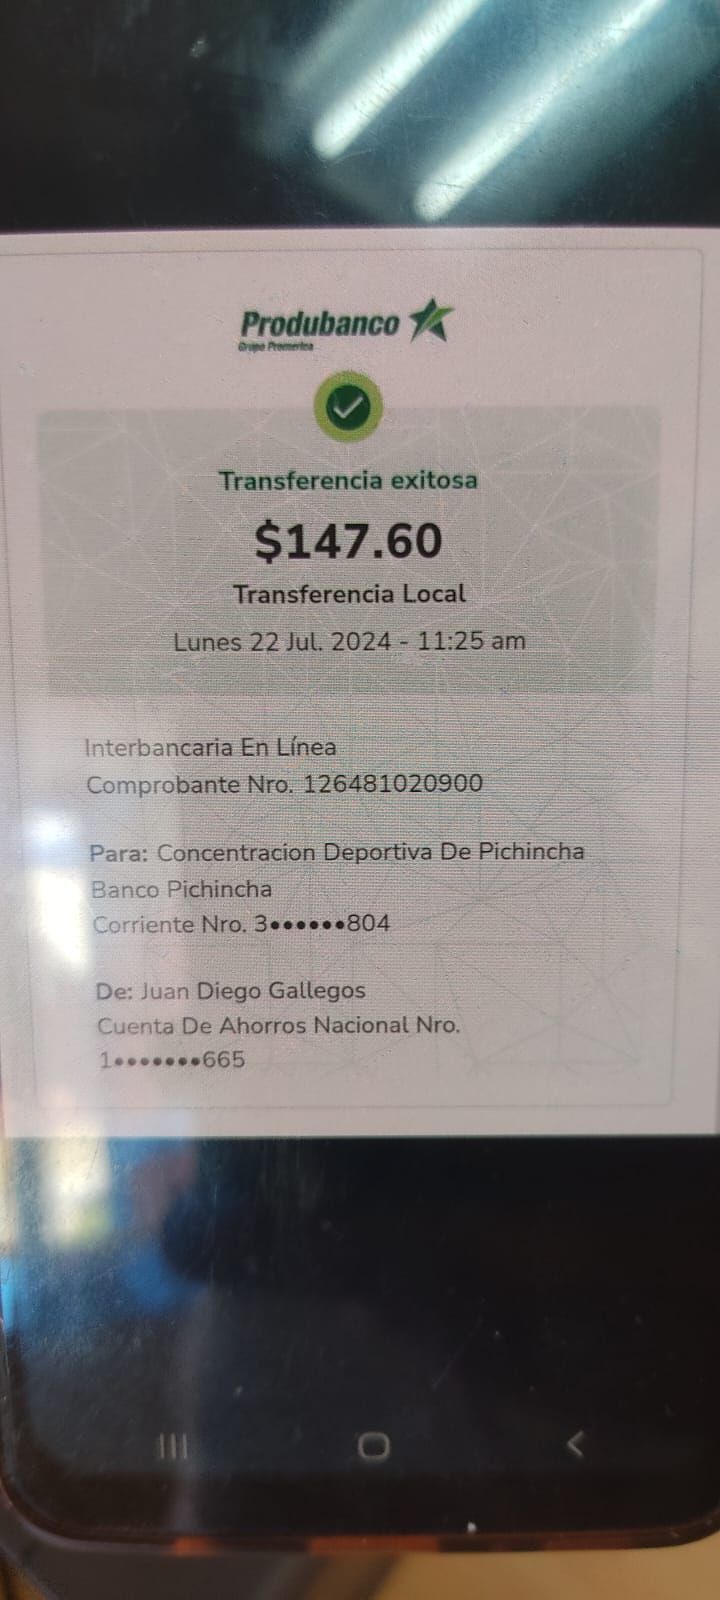 Produbanco
Grupo Promerica
Transferencia exitosa
$147.60
Transferencia Local
Lunes 22 Jul. 2024 - 11:25 am
Interbancaria En Línea
Comprobante Nro. 126481020900
Para: Concentracion Deportiva De Pichincha
Banco Pichincha
Corriente Nro. 3••••••804
De: Juan Diego Gallegos
Cuenta De Ahorros Nacional Nro.
1•••••••665